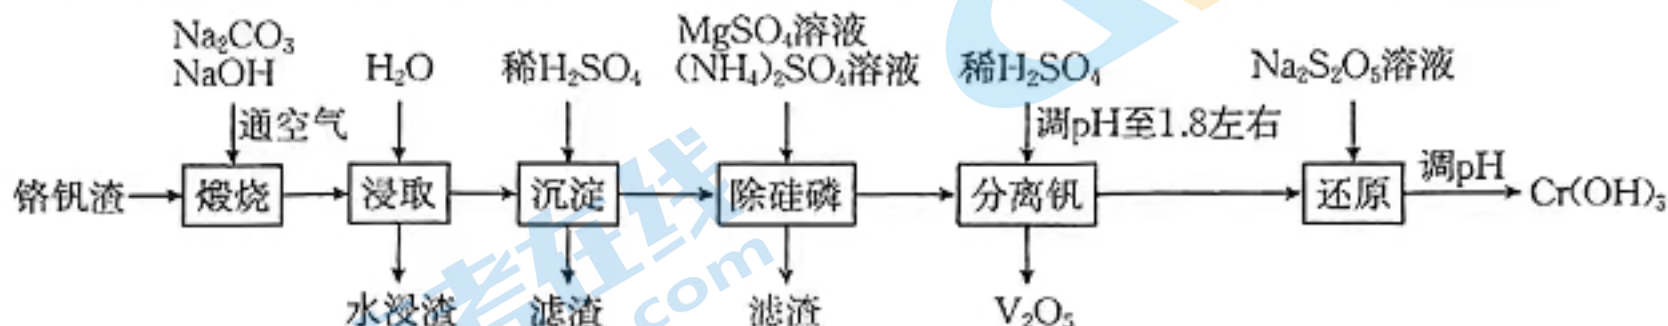 Na₂CO₃
NaOH
H₂O
稀H₂SO₄
MgSO₄溶液
(NH₄)₂SO₄溶液
稀H₂SO₄
Na₂S₂O₅溶液
通空气
调pH至1.8左右
铬钒渣
煅烧
浸取
沉淀
除硅磷
分离钒
还原
调pH
Cr(OH)₃
水浸渣
滤渣
滤渣
V₂O₅
考在线
.com